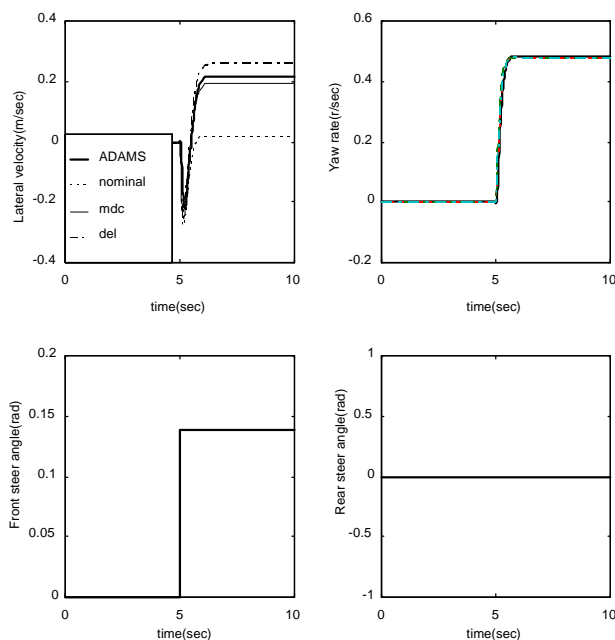 0.4
0.2
0
-0.2
-0.4
Lateral velocity(m/sec)
ADAMS
nominal
mdc
del
0
5
10
time(sec)
0.6
0.4
0.2
0
-0.2
Yaw rate(r/sec)
0
5
10
time(sec)
0.2
0.15
0.1
0.05
0
Front steer angle(rad)
0
5
10
time(sec)
1
0.5
0
-0.5
-1
Rear steer angle(rad)
0
5
10
time(sec)